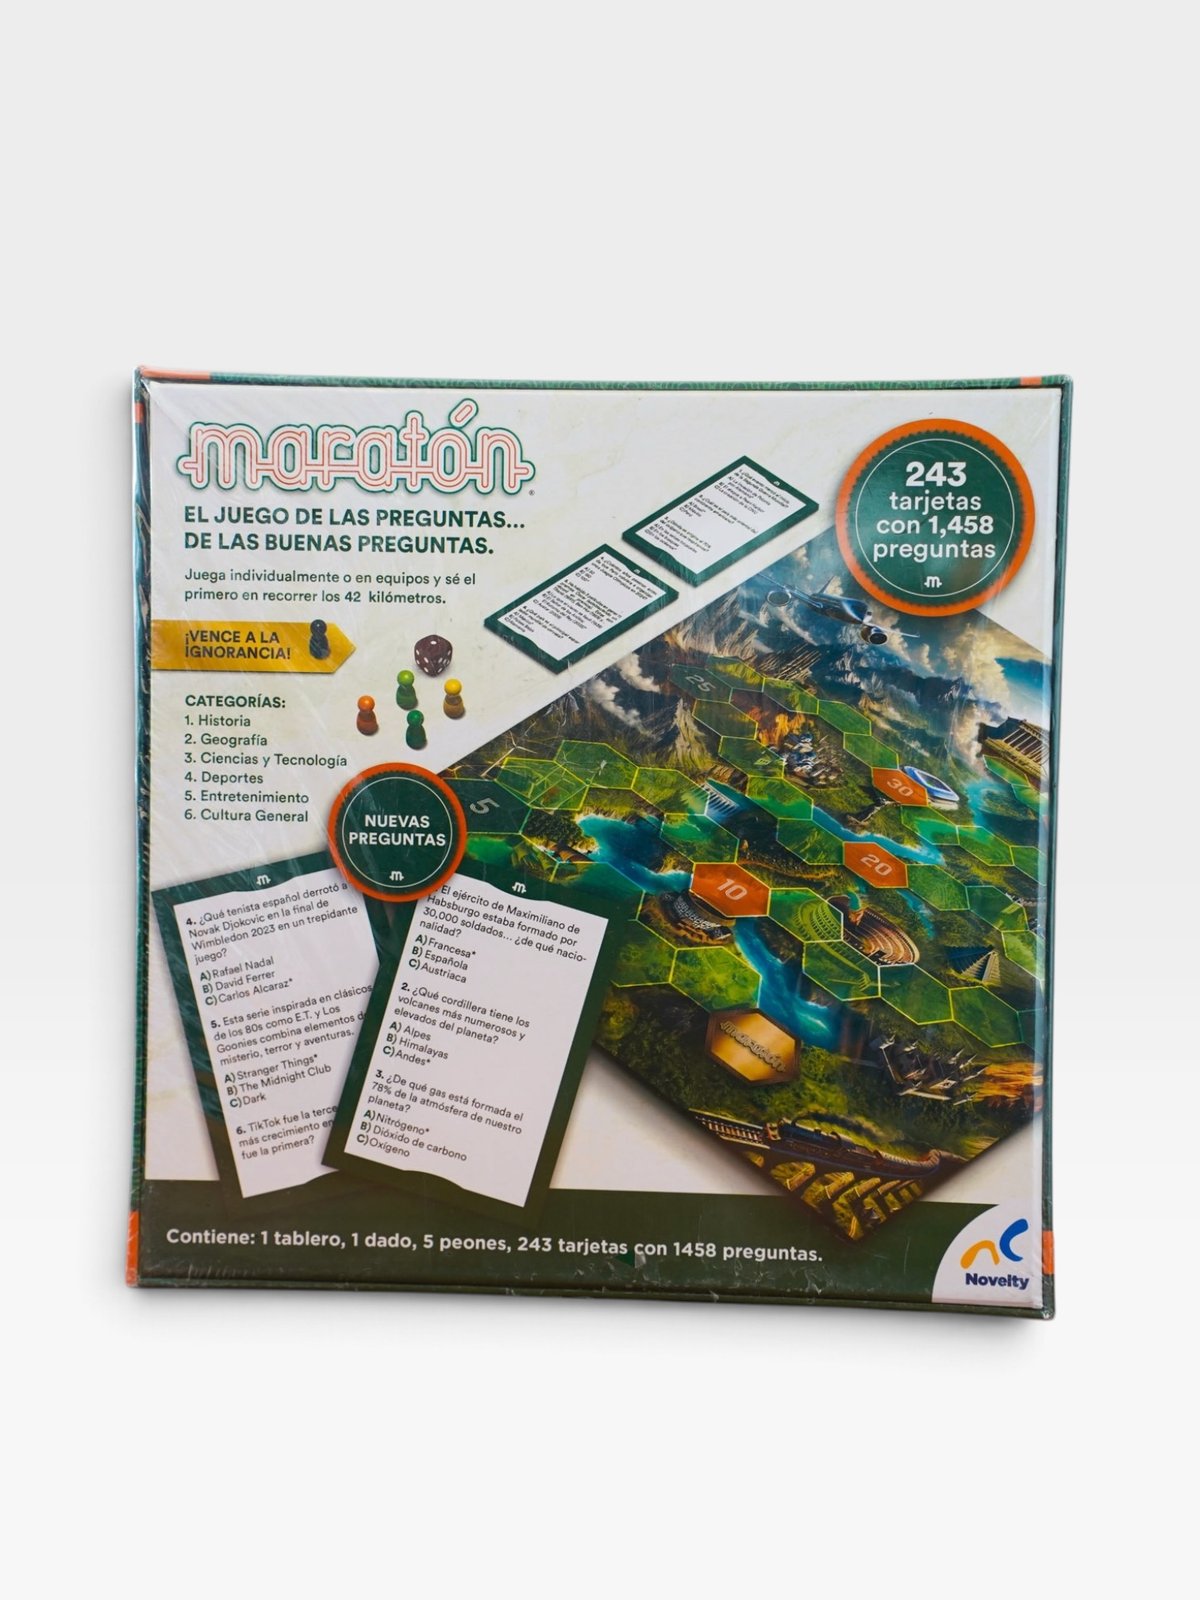 maratón
®
EL JUEGO DE LAS PREGUNTAS...
DE LAS BUENAS PREGUNTAS.
Juega individualmente o en equipos y sé el
primero en recorrer los 42 kilómetros.
¡VENCE A LA
IGNORANCIA!
CATEGORÍAS:
1. Historia
2. Geografía
3. Ciencias y Tecnología
4. Deportes
5. Entretenimiento
6. Cultura General
243
tarjetas
con 1,458
preguntas
m
NUEVAS
PREGUNTAS
m
m
4. ¿Qué tenista español derrotó a
Novak Djokovic en la final de
Wimbledon 2023 en un trepidante
juego?
A) Rafael Nadal
B) David Ferrer
C) Carlos Alcaraz*
5. Esta serie inspirada en clásicos
de los 80s como E.T. y Los
Goonies combina elementos de
misterio, terror y aventuras.
A) Stranger Things*
B) The Midnight Club
C) Dark
6. TikTok fue la terce
más crecimiento en
fue la primera?
m
El ejército de Maximiliano de
Habsburgo estaba formado por
30,000 soldados... ¿de qué nacio-
nalidad?
A) Francesa*
B) Española
C) Austriaca
2. ¿Qué cordillera tiene los
volcanes más numerosos y
elevados del planeta?
A) Alpes
B) Himalayas
C) Andes*
3. ¿De qué gas está formada el
78% de la atmósfera de nuestro
planeta?
A) Nitrógeno*
B) Dióxido de carbono
C) Oxígeno
25
5
30
20
10
maratón
Contiene: 1 tablero, 1 dado, 5 peones, 243 tarjetas con 1458 preguntas.
Novelty